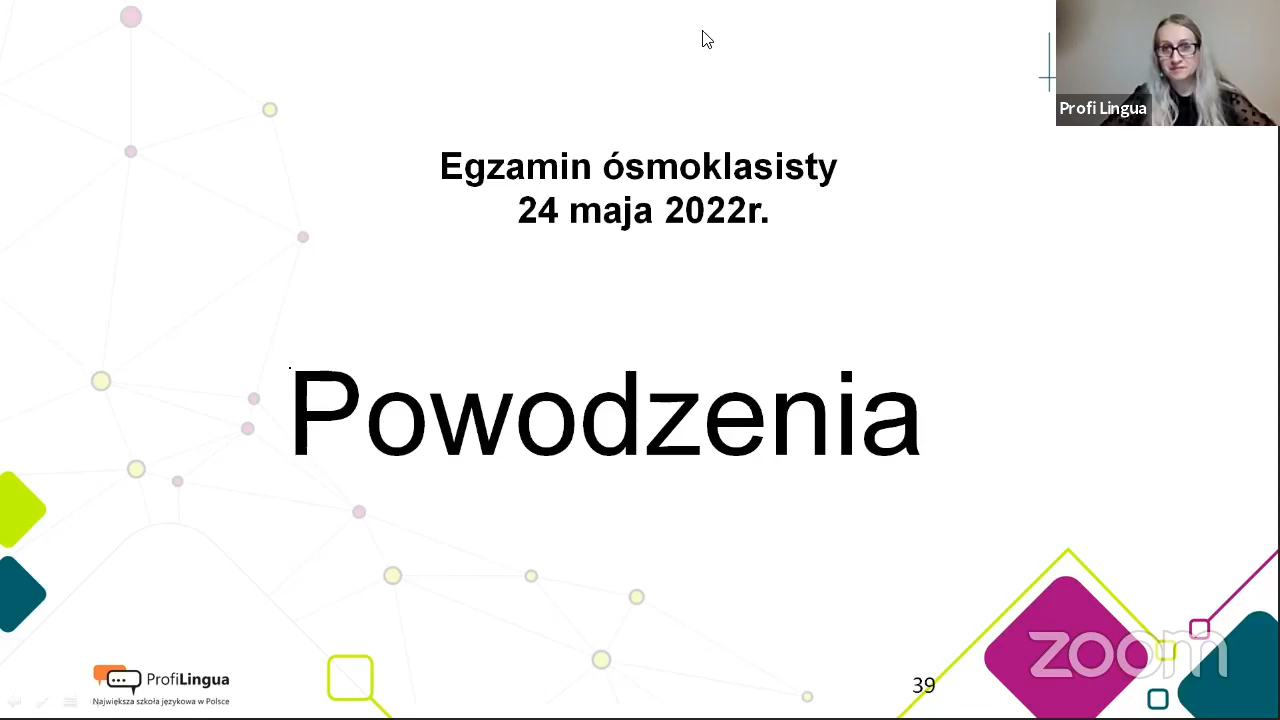 Profi Lingua
Egzamin ósmoklasisty
24 maja 2022r.
Powodzenia
ProfiLingua
Największa szkoła językowa w Polsce
39
zoom